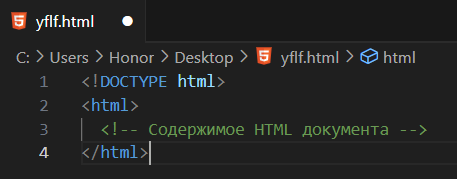 yflf.html
C: > Users > Honor > Desktop > yflf.html > html
1 <!DOCTYPE html>
2 <html>
3 <!-- Содержимое HTML документа -->
4 </html>